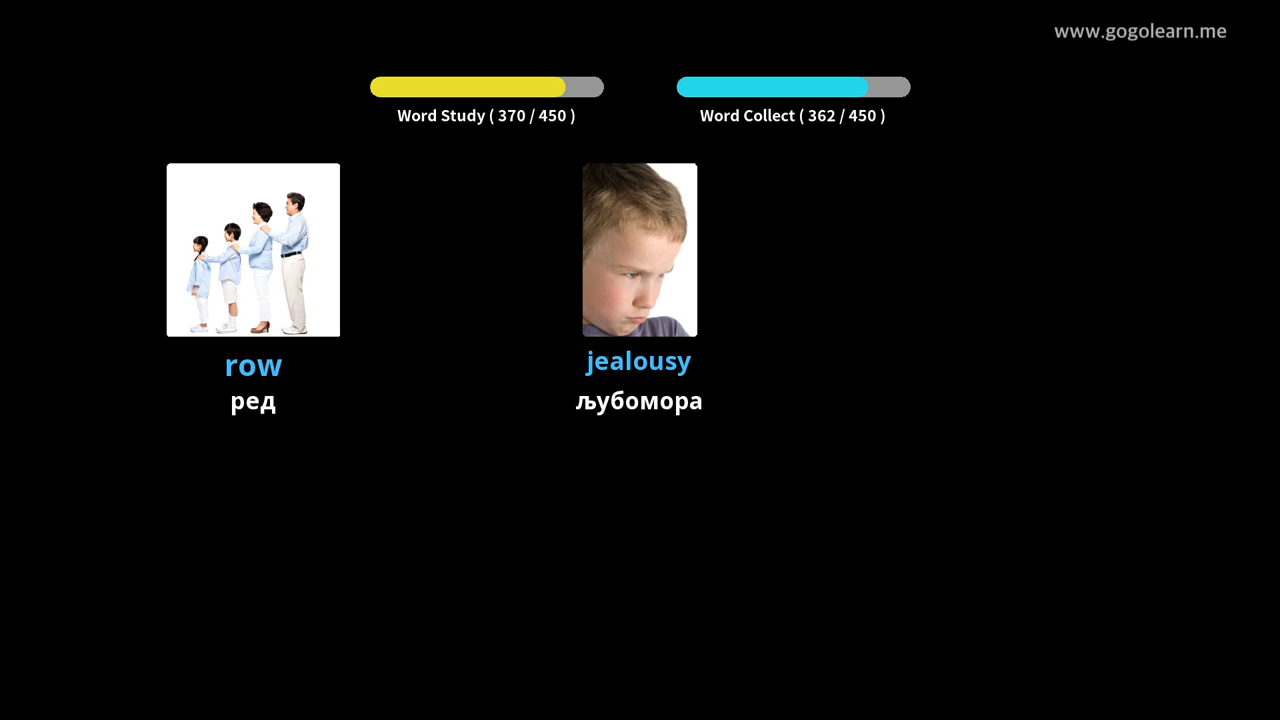 www.gogolearn.me
Word Study ( 370 / 450 )
Word Collect ( 362 / 450 )
row
ред
jealousy
љубомора